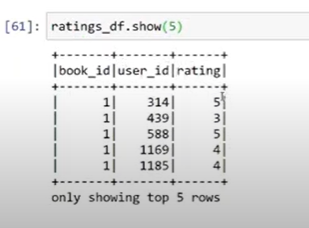 [61]: ratings_df.show(5)
+-------+-------+------+
|book_id|user_id|rating|
+-------+-------+------+
|      1|    314|     5|
|      1|    439|     3|
|      1|    588|     5|
|      1|   1169|     4|
|      1|   1185|     4|
+-------+-------+------+
only showing top 5 rows